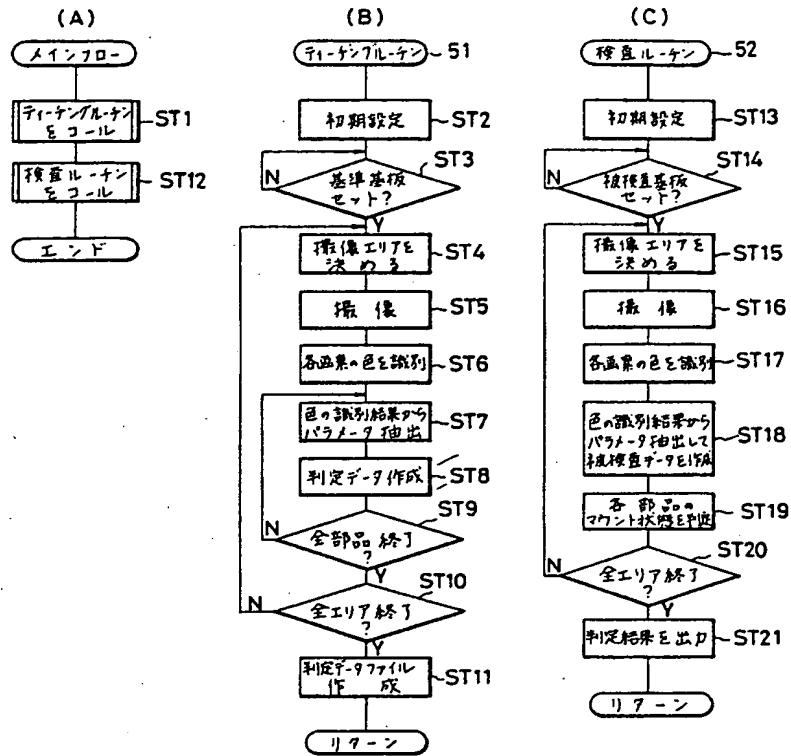 (A)
メインフロー
ティーチングルーチン
をコール
ST1
検査ルーチン
をコール
ST12
エンド
(B)
ティーチングルーチン
51
初期設定
ST2
ST3
基準基板
セット?
N
Y
撮像エリアを
決める
ST4
撮像
ST5
各画素の色を識別
ST6
色の識別結果から
パラメータ抽出
ST7
判定データ作成
ST8
ST9
全部品終了
?
N
Y
ST10
全エリア終了
?
N
Y
判定データファイル
作成
ST11
リターン
(C)
検査ルーチン
52
初期設定
ST13
ST14
被検査基板
セット?
N
Y
撮像エリアを
決める
ST15
撮像
ST16
各画素の色を識別
ST17
色の識別結果から
パラメータ抽出して
被検査データを作成
ST18
各部品の
マウント状態を判定
ST19
ST20
全エリア終了
?
N
Y
判定結果を出力
ST21
リターン